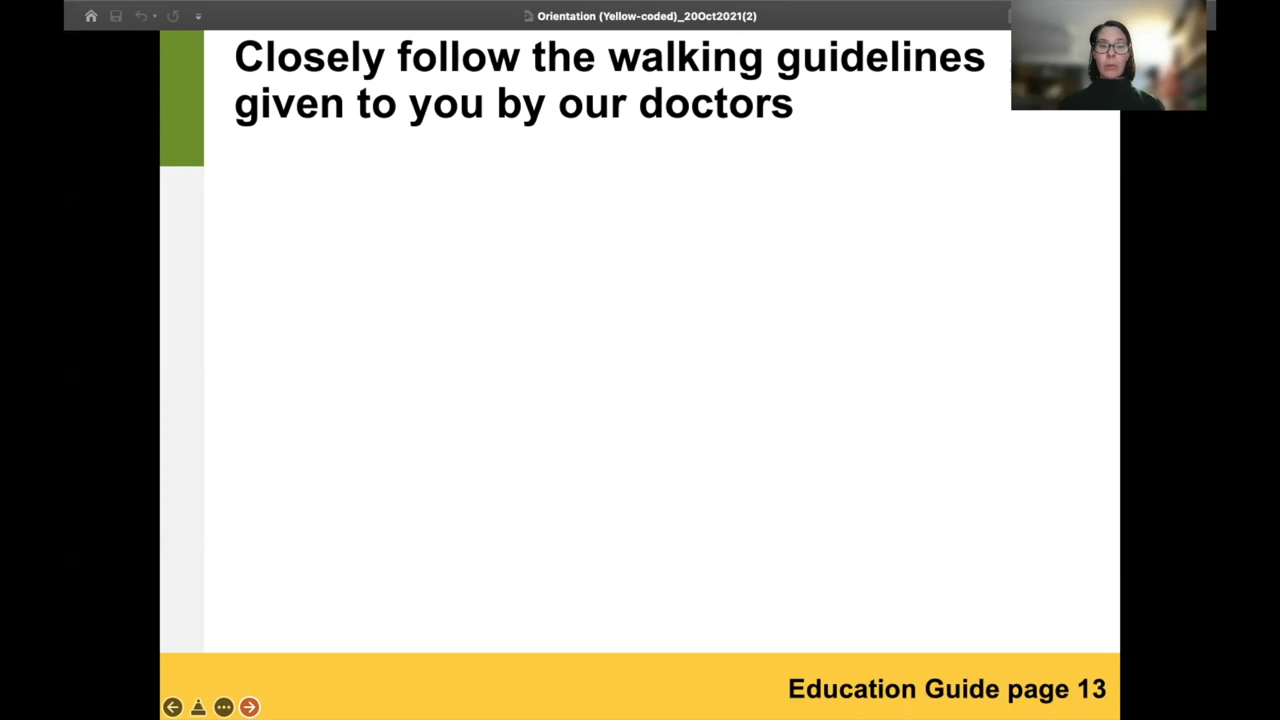 Orientation (Yellow-coded)_20Oct2021(2)
Closely follow the walking guidelines
given to you by our doctors
Education Guide page 13